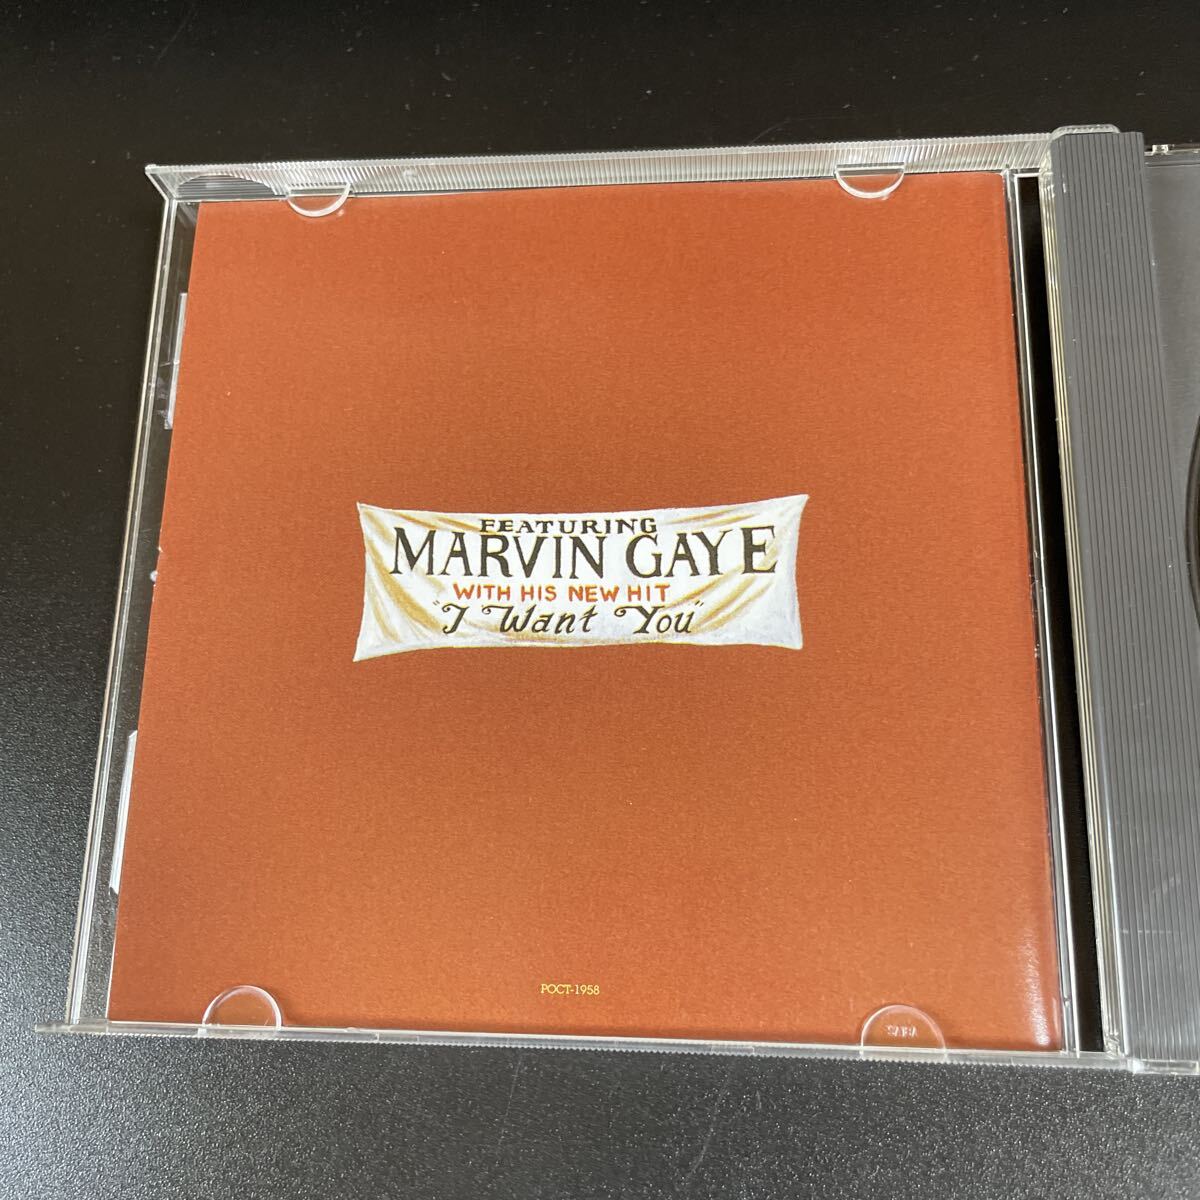 FEATURING
MARVIN GAYE
WITH HIS NEW HIT
"I Want You"
POCT-1958